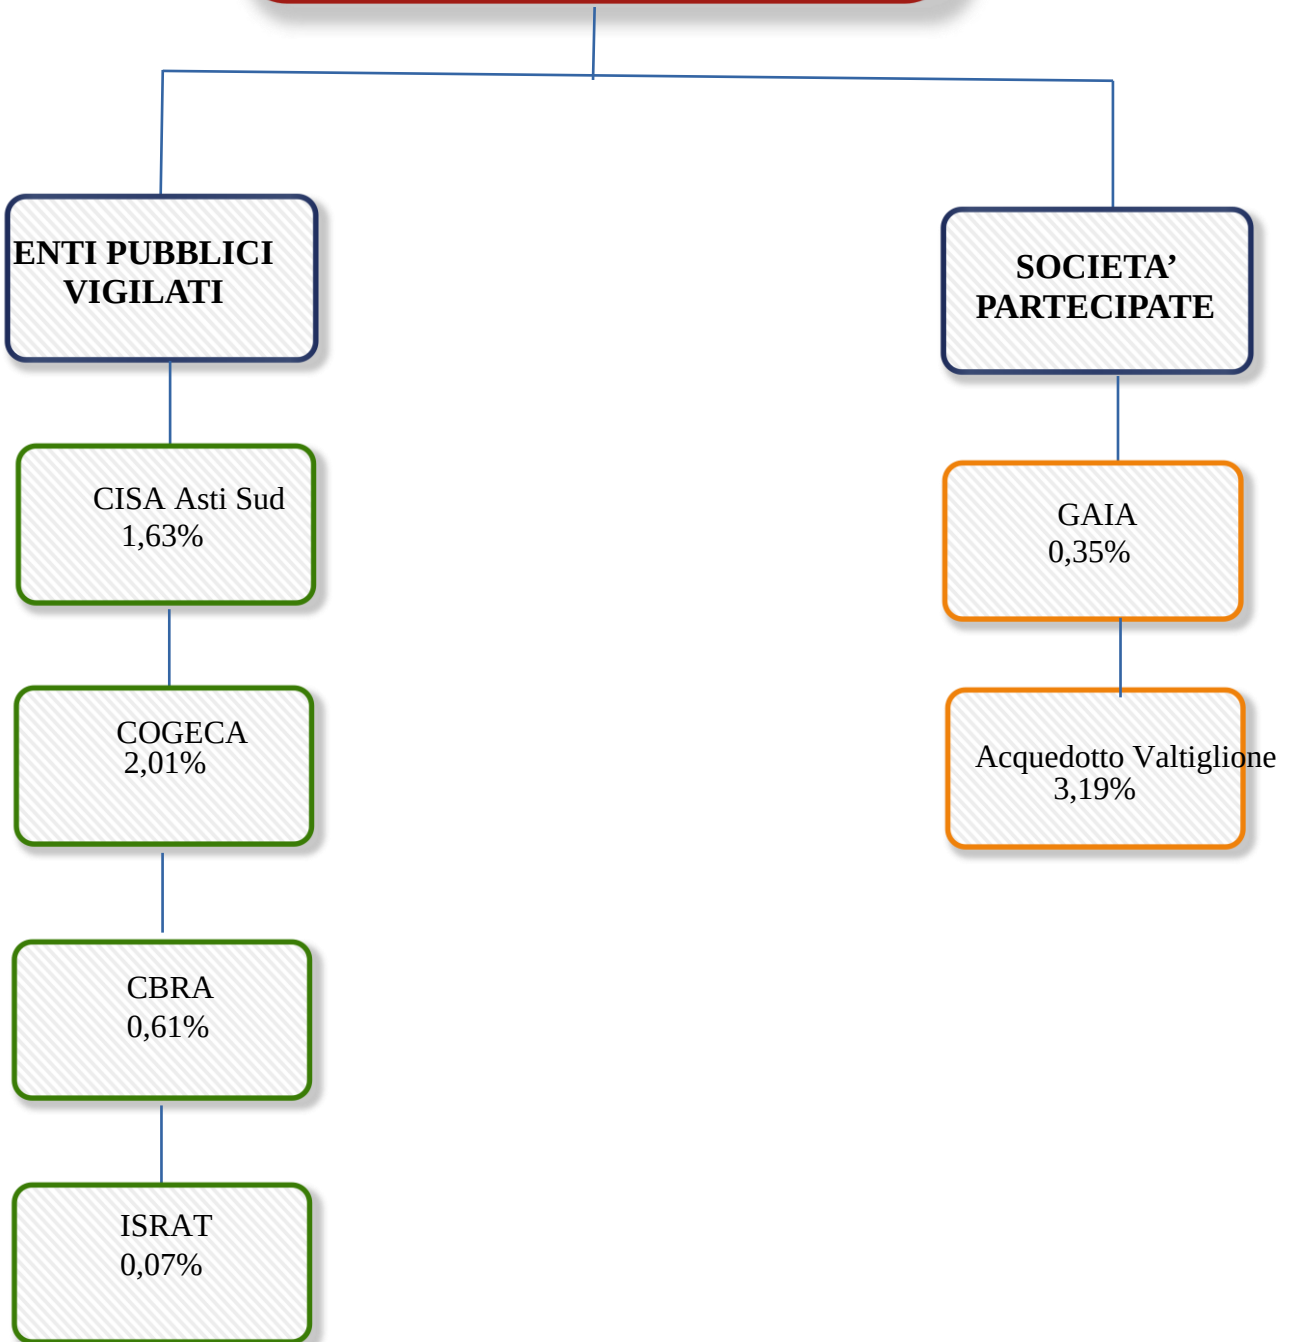 ENTI PUBBLICI
VIGILATI
CISA Asti Sud
1,63%
COGECA
2,01%
CBRA
0,61%
ISRAT
0,07%
SOCIETA’
PARTECIPATE
GAIA
0,35%
Acquedotto Valtiglione
3,19%